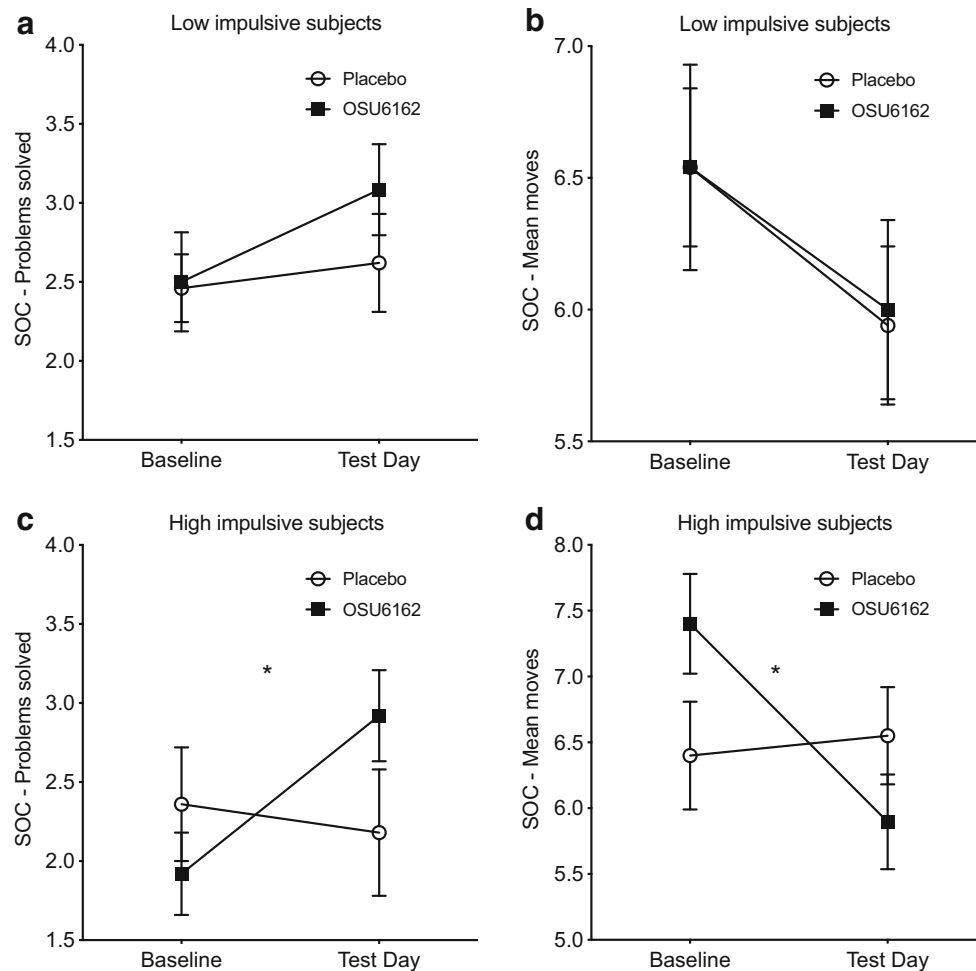 a
Low impulsive subjects
4.0
3.5
3.0
2.5
2.0
1.5
SOC - Problems solved
Placebo
OSU6162
Baseline
Test Day
b
Low impulsive subjects
7.0
6.5
6.0
5.5
SOC - Mean moves
Placebo
OSU6162
Baseline
Test Day
c
High impulsive subjects
4.0
3.5
3.0
2.5
2.0
1.5
SOC - Problems solved
Placebo
OSU6162
*
Baseline
Test Day
d
High impulsive subjects
8.0
7.5
7.0
6.5
6.0
5.5
5.0
SOC - Mean moves
Placebo
OSU6162
*
Baseline
Test Day